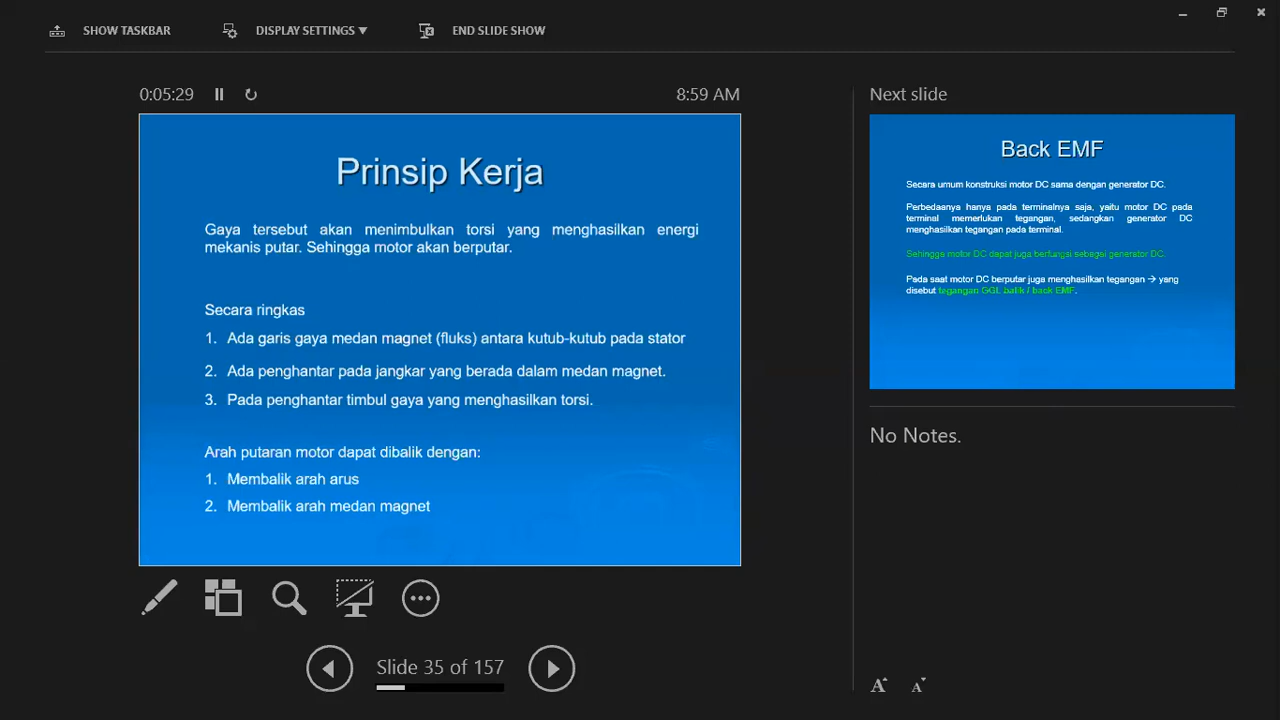 SHOW TASKBAR
DISPLAY SETTINGS
END SLIDE SHOW
0:05:29
8:59 AM
Prinsip Kerja
Gaya tersebut akan menimbulkan torsi yang menghasilkan energi
mekanis putar. Sehingga motor akan berputar.
Secara ringkas
1. Ada garis gaya medan magnet (fluks) antara kutub-kutub pada stator
2. Ada penghantar pada jangkar yang berada dalam medan magnet.
3. Pada penghantar timbul gaya yang menghasilkan torsi.
Arah putaran motor dapat dibalik dengan:
1. Membalik arah arus
2. Membalik arah medan magnet
Slide 35 of 157
Next slide
Back EMF
Secara umum konstruksi motor DC sama dengan generator DC.
Perbedaanya hanya pada terminalnya saja, yaitu motor DC pada
terminal memerlukan tegangan, sedangkan generator DC
menghasilkan tegangan pada terminal.
Sehingga motor DC dapat juga berfungsi sebagai generator DC.
Pada saat motor DC berputar juga menghasilkan tegangan → yang
disebut tegangan GGL balik / back EMF.
No Notes.
A A